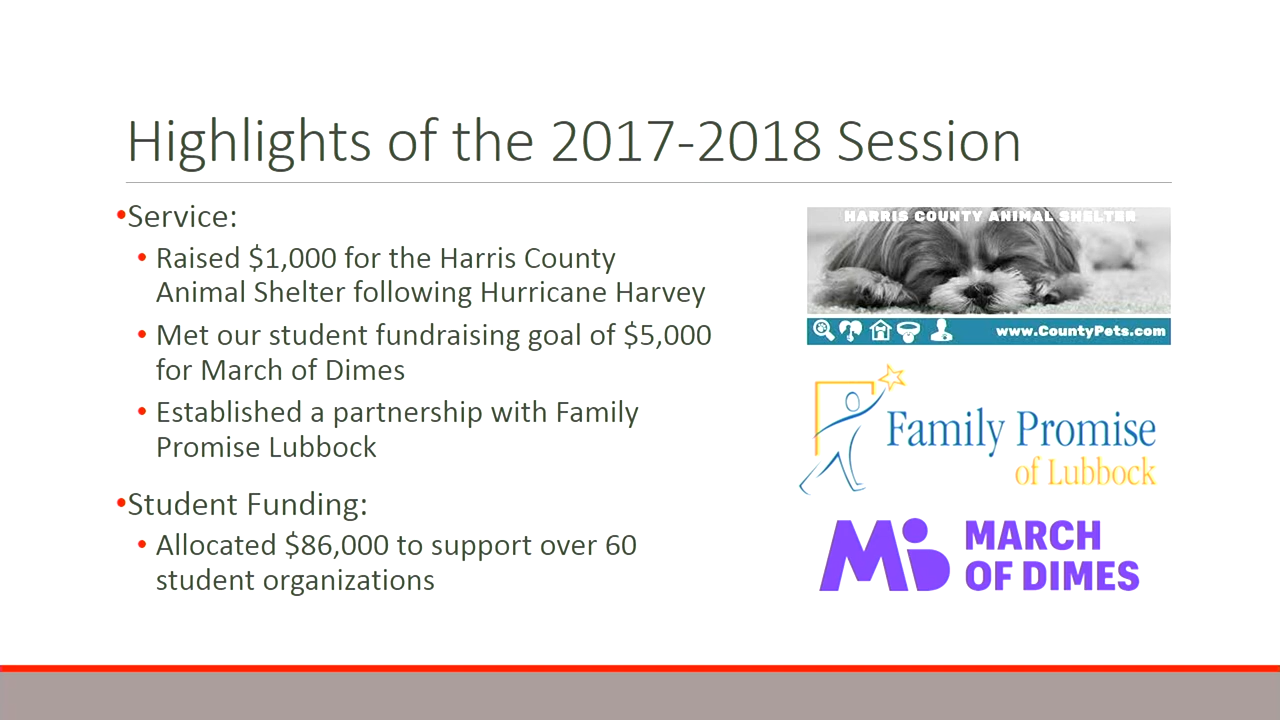 Highlights of the 2017-2018 Session
•Service:
• Raised $1,000 for the Harris County
Animal Shelter following Hurricane Harvey
• Met our student fundraising goal of $5,000
for March of Dimes
• Established a partnership with Family
Promise Lubbock
•Student Funding:
• Allocated $86,000 to support over 60
student organizations
HARRIS COUNTY ANIMAL SHELTER
www.CountyPets.com
Family Promise
of Lubbock
MARCH
OF DIMES